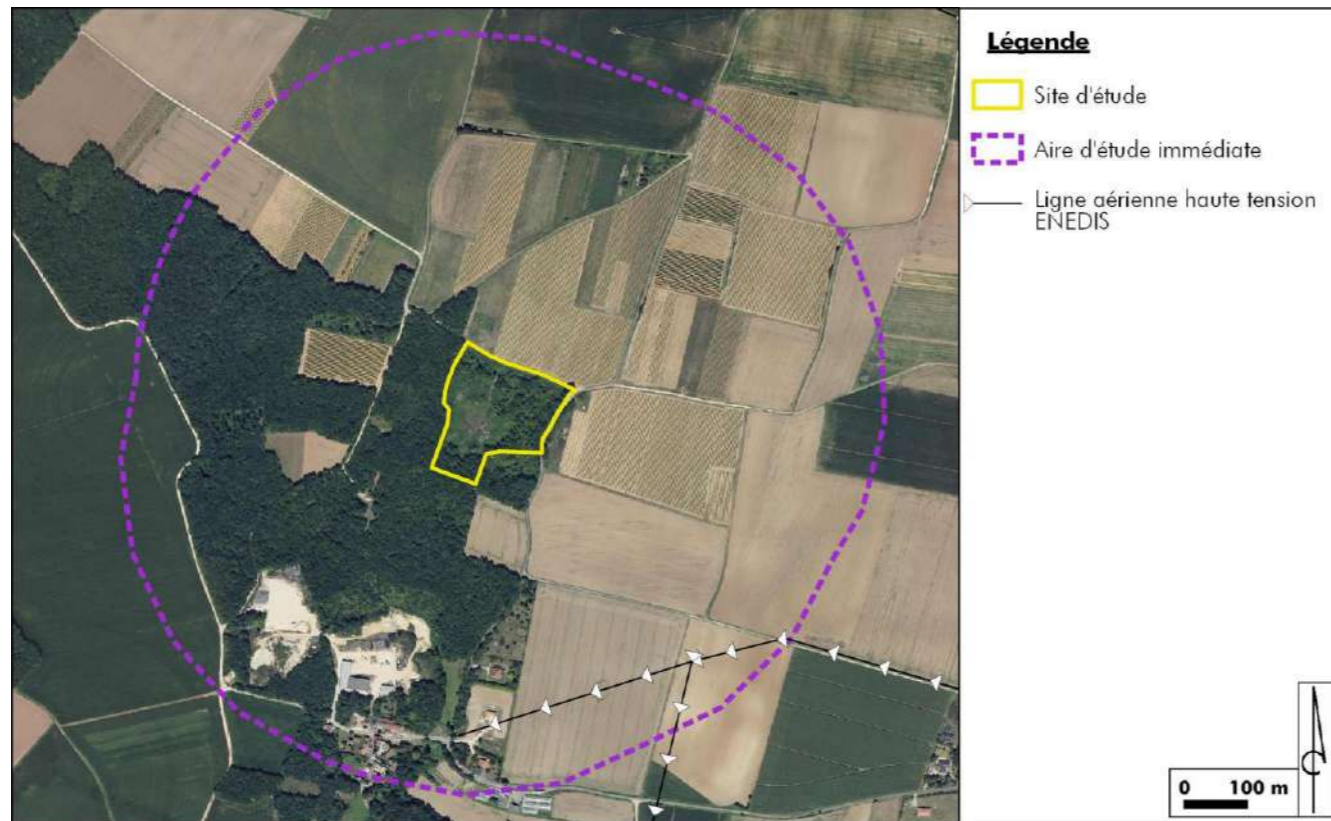 Légende
Site d'étude
Aire d'étude immédiate
Ligne aérienne haute tension
ENEDIS
0 100 m